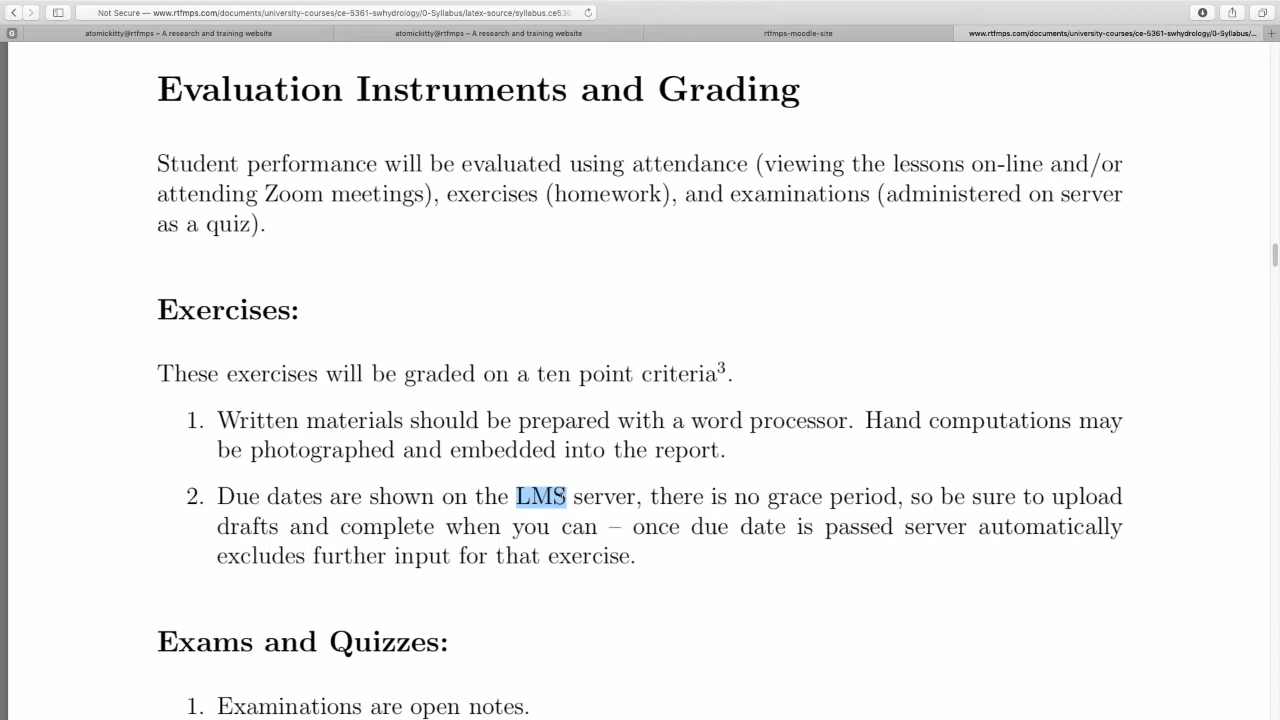 Not Secure — www.rtfmps.com/documents/university-courses/ce-5361-swhydrology/0-Syllabus/latex-source/syllabus.ce536
G
atomickitty@rtfmps – A research and training website
atomickitty@rtfmps – A research and training website
rtfmps-moodle-site
www.rtfmps.com/documents/university-courses/ce-5361-swhydrology/0-Syllabus/...
Evaluation Instruments and Grading
Student performance will be evaluated using attendance (viewing the lessons on-line and/or
attending Zoom meetings), exercises (homework), and examinations (administered on server
as a quiz).
Exercises:
These exercises will be graded on a ten point criteria³.
1. Written materials should be prepared with a word processor. Hand computations may
be photographed and embedded into the report.
2. Due dates are shown on the LMS server, there is no grace period, so be sure to upload
drafts and complete when you can – once due date is passed server automatically
excludes further input for that exercise.
Exams and Quizzes:
1. Examinations are open notes.